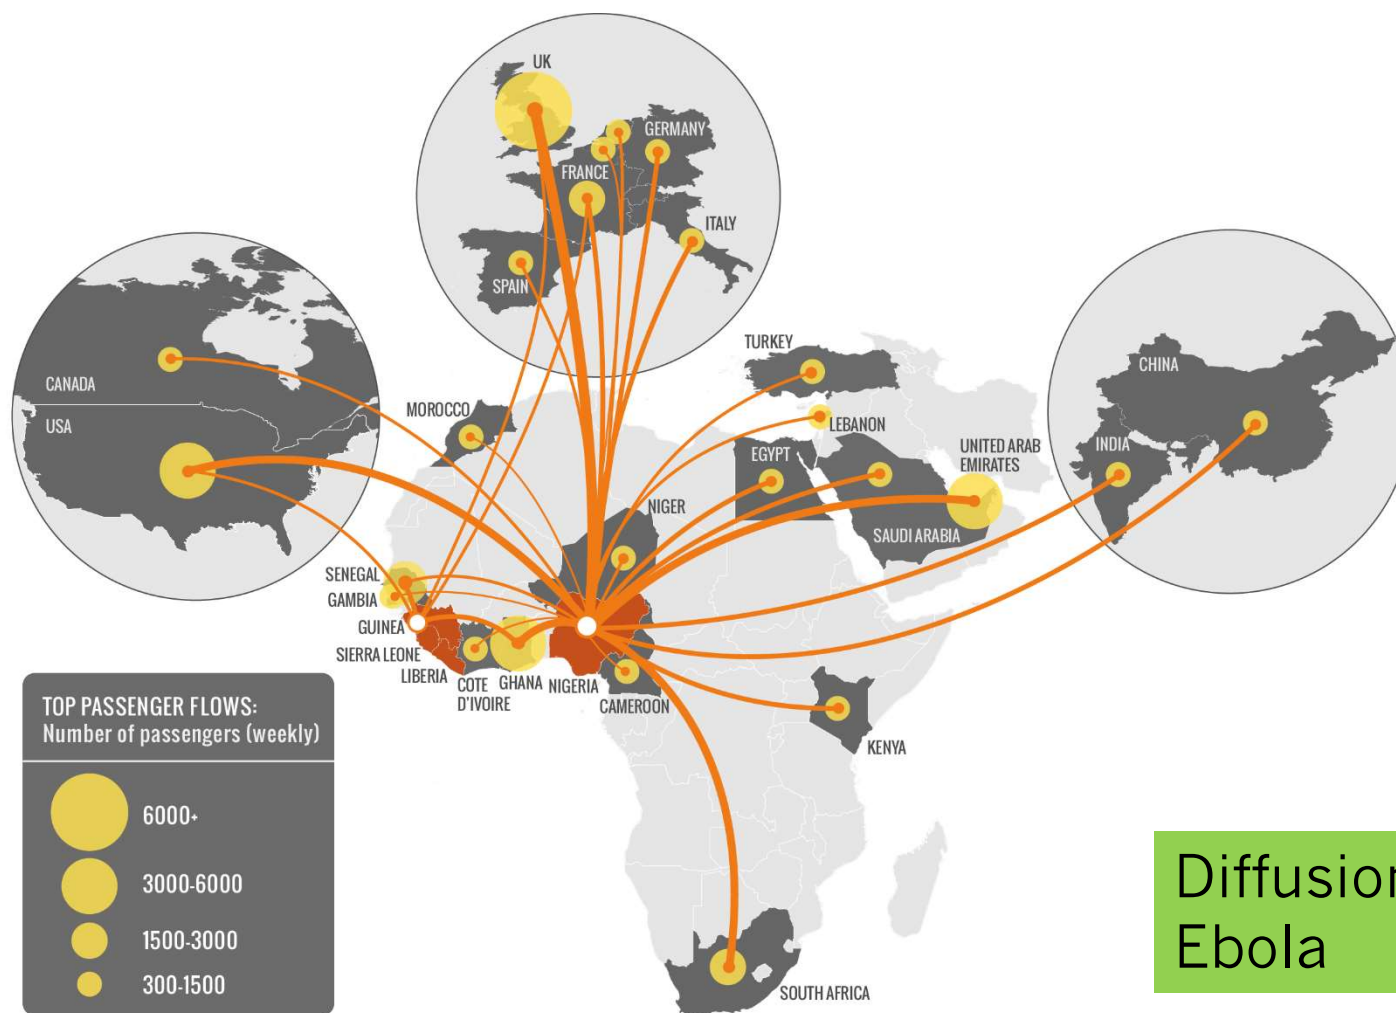 UK
GERMANY
FRANCE
ITALY
SPAIN
CANADA
USA
MOROCCO
TURKEY
LEBANON
EGYPT
UNITED ARAB
EMIRATES
SAUDI ARABIA
CHINA
INDIA
NIGER
SENEGAL
GAMBIA
GUINEA
SIERRA LEONE
LIBERIA
COTE
D'IVOIRE
GHANA
NIGERIA
CAMEROON
KENYA
SOUTH AFRICA
TOP PASSENGER FLOWS:
Number of passengers (weekly)
6000+
3000-6000
1500-3000
300-1500
Diffusion
Ebola